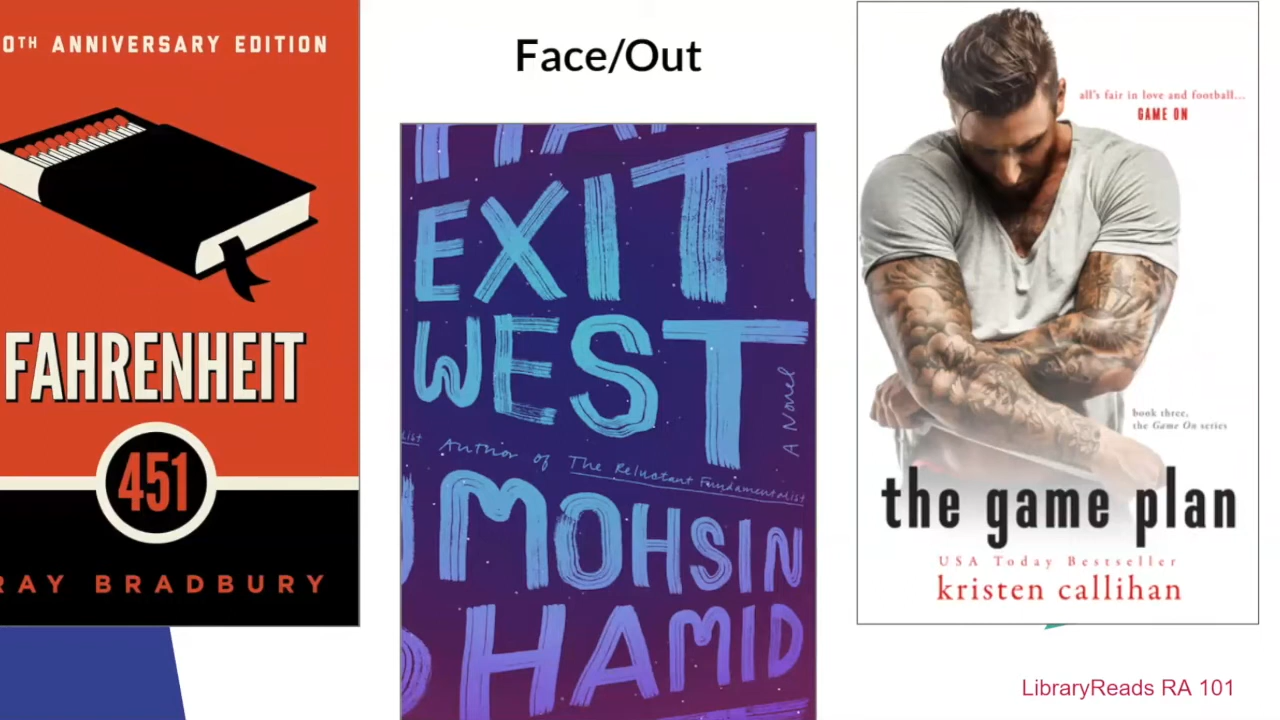 0TH ANNIVERSARY EDITION
FAHRENHEIT
451
RAY BRADBURY
Face/Out
EXIT
WEST
A Novel
Author of The Reluctant Fundamentalist
MOHSIN
HAMID
all's fair in love and football...
GAME ON
book three,
the Game On series
the game plan
USA Today Bestseller
kristen callihan
LibraryReads RA 101